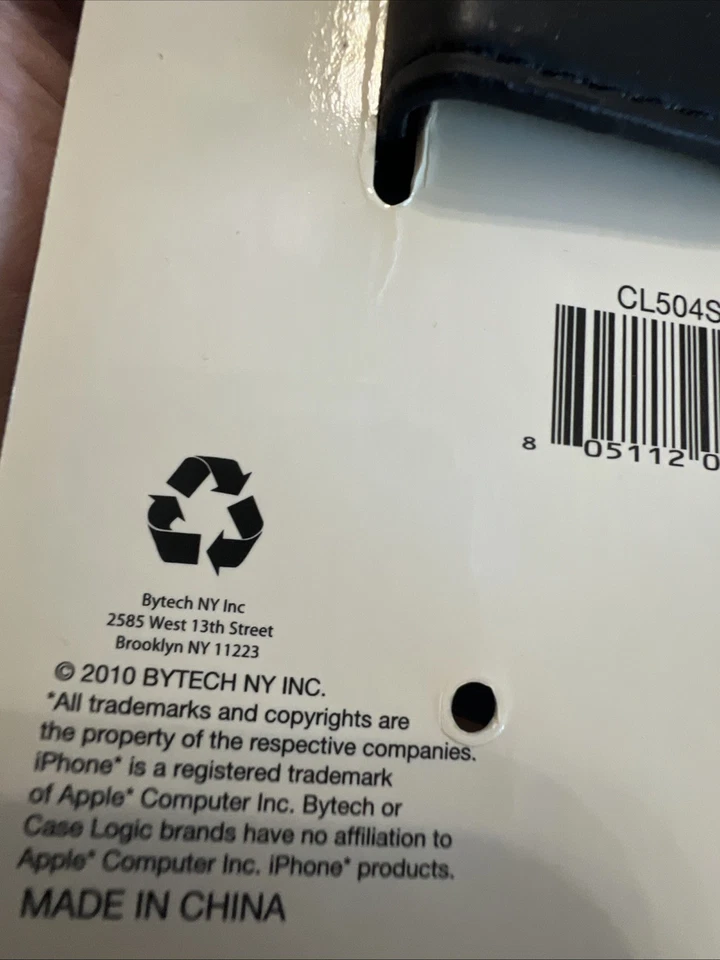 CL504S
8 05112 0
Bytech NY Inc
2585 West 13th Street
Brooklyn NY 11223
© 2010 BYTECH NY INC.
*All trademarks and copyrights are
the property of the respective companies.
iPhone* is a registered trademark
of Apple* Computer Inc. Bytech or
Case Logic brands have no affiliation to
Apple* Computer Inc. iPhone* products.
MADE IN CHINA